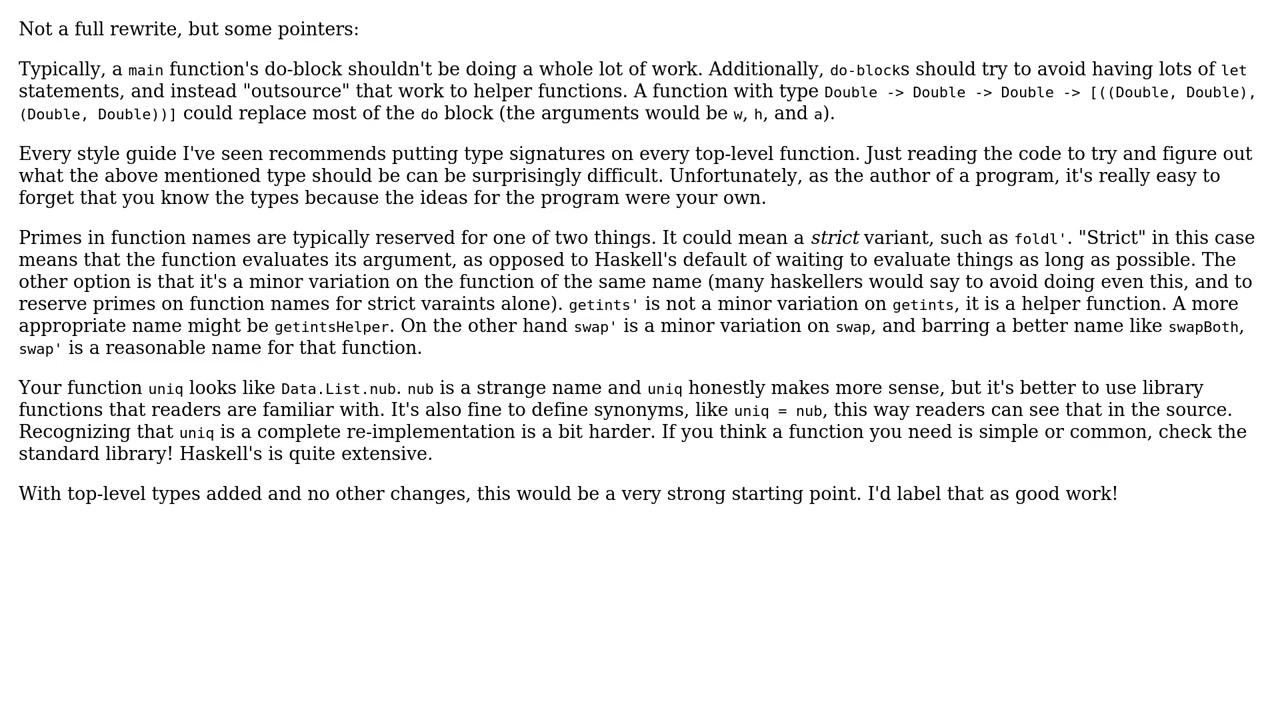 Not a full rewrite, but some pointers:
Typically, a main function's do-block shouldn't be doing a whole lot of work. Additionally, do-blocks should try to avoid having lots of let
statements, and instead "outsource" that work to helper functions. A function with type Double -> Double -> Double -> [((Double, Double),
(Double, Double))] could replace most of the do block (the arguments would be w, h, and a).
Every style guide I've seen recommends putting type signatures on every top-level function. Just reading the code to try and figure out
what the above mentioned type should be can be surprisingly difficult. Unfortunately, as the author of a program, it's really easy to
forget that you know the types because the ideas for the program were your own.
Primes in function names are typically reserved for one of two things. It could mean a strict variant, such as foldl'. "Strict" in this case
means that the function evaluates its argument, as opposed to Haskell's default of waiting to evaluate things as long as possible. The
other option is that it's a minor variation on the function of the same name (many haskellers would say to avoid doing even this, and to
reserve primes on function names for strict varaints alone). getints' is not a minor variation on getints, it is a helper function. A more
appropriate name might be getintsHelper. On the other hand swap' is a minor variation on swap, and barring a better name like swapBoth,
swap' is a reasonable name for that function.
Your function uniq looks like Data.List.nub. nub is a strange name and uniq honestly makes more sense, but it's better to use library
functions that readers are familiar with. It's also fine to define synonyms, like uniq = nub, this way readers can see that in the source.
Recognizing that uniq is a complete re-implementation is a bit harder. If you think a function you need is simple or common, check the
standard library! Haskell's is quite extensive.
With top-level types added and no other changes, this would be a very strong starting point. I'd label that as good work!